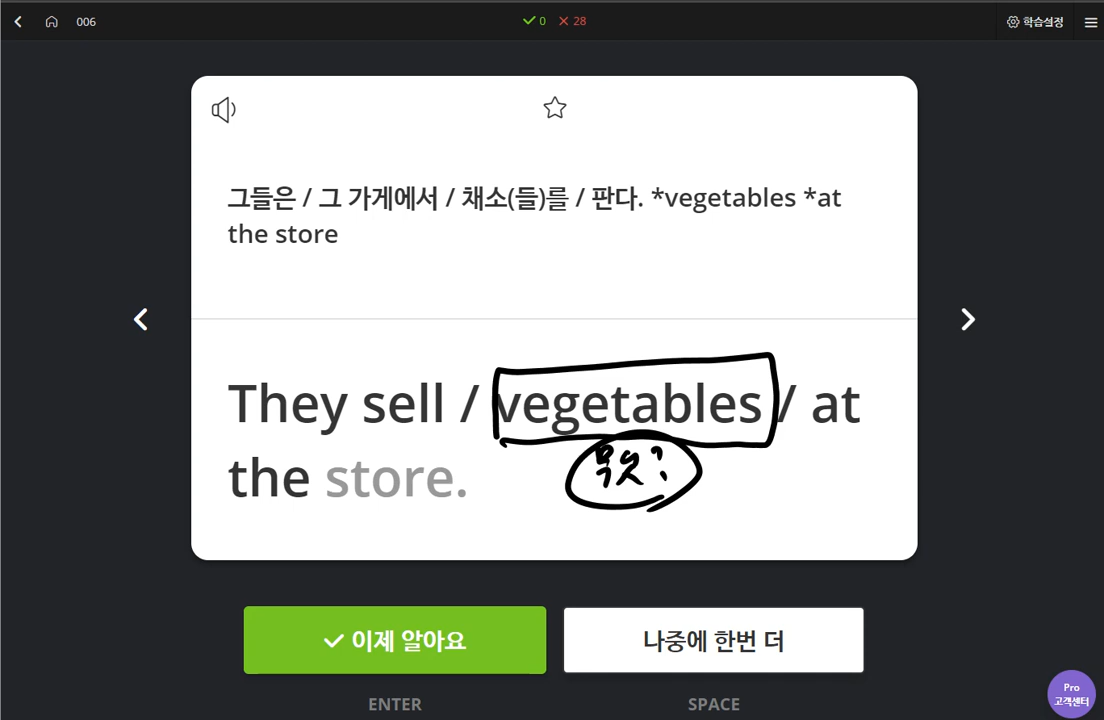 006
0
28
학습설정
그들은 / 그 가게에서 / 채소(들)를 / 판다. *vegetables *at
the store
They sell / vegetables / at
the store.
무엇?
이제 알아요
나중에 한번 더
ENTER
SPACE
Pro
고객센터